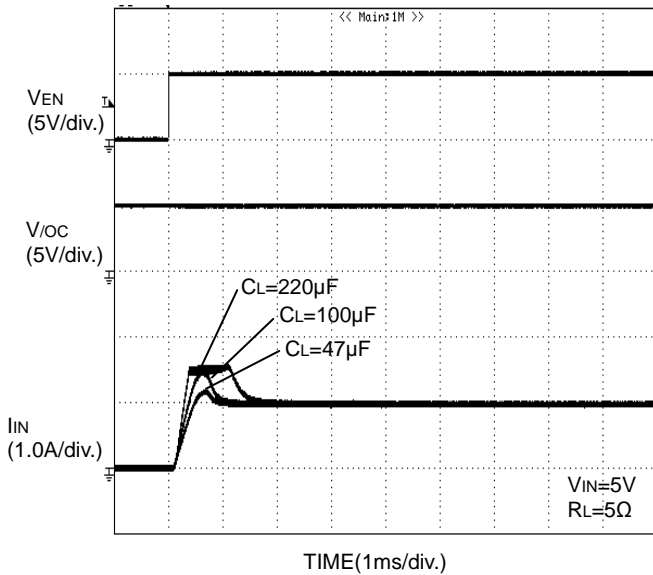 << Main:1M >>
VEN
(5V/div.)
V/OC
(5V/div.)
CL=220µF
CL=100µF
CL=47µF
IIN
(1.0A/div.)
VIN=5V
RL=5Ω
TIME(1ms/div.)